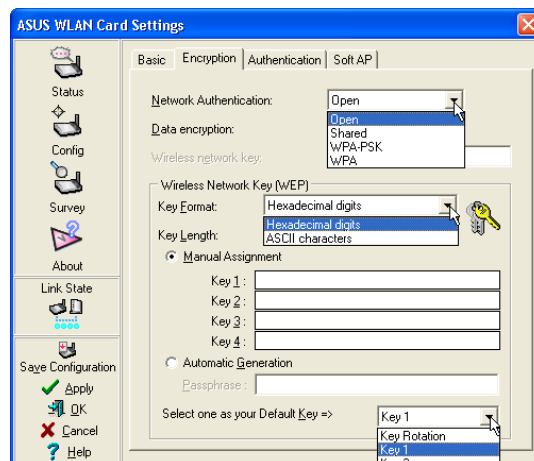 ASUS WLAN Card Settings
Status
Config
Survey
About
Link State
Save Configuration
Apply
OK
Cancel
Help
Basic
Encryption
Authentication
Soft AP
Network Authentication:
Open
Open
Shared
WPA-PSK
WPA
Data encryption:
Wireless network key:
Wireless Network Key (WEP)
Key Format:
Hexadecimal digits
Hexadecimal digits
ASCII characters
Key Length:
Manual Assignment
Key 1 :
Key 2 :
Key 3 :
Key 4 :
Automatic Generation
Passphrase :
Select one as your Default Key =>
Key 1
Key Rotation
Key 1